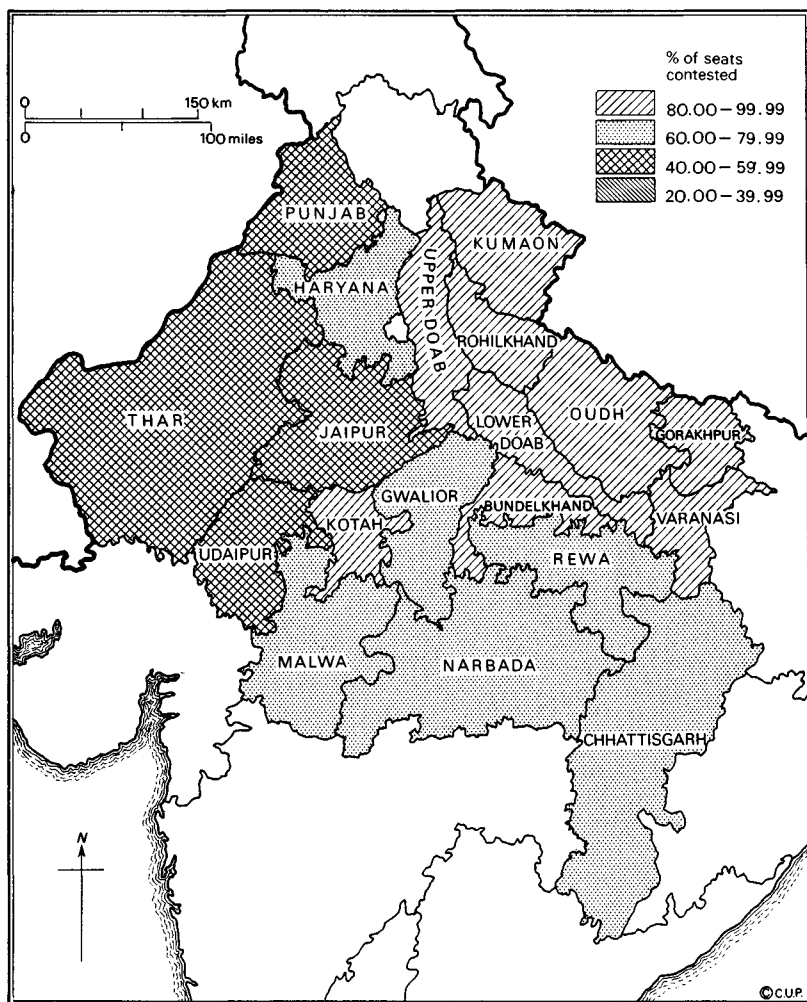 % of seats
contested
80.00–99.99
60.00–79.99
40.00–59.99
20.00–39.99
0 150 km
0 100 miles
PUNJAB
KUMAON
HARYANA
UPPER DOAB
ROHILKHAND
THAR
JAIPUR
LOWER
DOAB
OUDH
GORAKHPUR
GWALIOR
KOTAH
BUNDELKHAND
VARANASI
UDAIPUR
REWA
MALWA
NARBADA
CHHATTISGARH
N
© C.U.P.